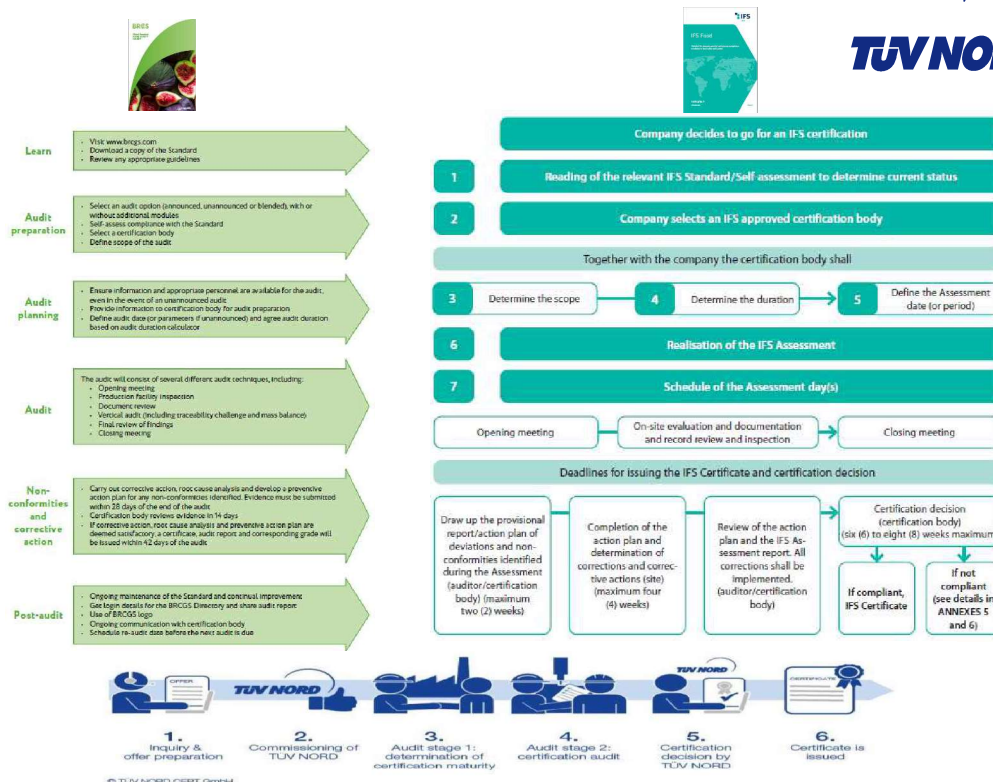 BRCS
IFS
IFS Food
TÜV NO
Learn
• Visit www.brcgs.com
• Download a copy of the Standard
• Review any appropriate guidelines
Audit
preparation
• Select an audit option (announced, unannounced or blended), with or
without additional modules
• Self-assess compliance with the Standard
• Select a certification body
• Define scope of the audit
Audit
planning
• Ensure information and appropriate personnel are available for the audit,
even in the event of an unannounced audit
• Provide information to certification body for audit preparation
• Define audit date (or parameters if unannounced) and agree audit duration
based on audit duration calculator
Audit
The audit will consist of several different audit techniques, including:
• Opening meeting
• Production facility inspection
• Document review
• Vertical audit (including traceability challenge and mass balance)
• Final review of findings
• Closing meeting
Non-
conformities
and
corrective
action
• Carry out corrective action, root cause analysis and develop a preventive
action plan for any non-conformities identified. Evidence must be submitted
within 28 days of the end of the audit
• Certification body reviews evidence in 14 days
• If corrective action, root cause analysis and preventive action plan are
deemed satisfactory, a certificate, audit report and corresponding grade will
be issued within 42 days of the audit
Post-audit
• Ongoing maintenance of the Standard and continual improvement
• Get login details for the BRCGS Directory and share audit report
• Use of BRCGS logo
• Ongoing communication with certification body
• Schedule re-audit date before the next audit is due
Company decides to go for an IFS certification
1
Reading of the relevant IFS Standard/Self-assessment to determine current status
2
Company selects an IFS approved certification body
Together with the company the certification body shall
3
Determine the scope
4
Determine the duration
5
Define the Assessment
date (or period)
6
Realisation of the IFS Assessment
7
Schedule of the Assessment day(s)
Opening meeting
On-site evaluation and documentation
and record review and inspection
Closing meeting
Deadlines for issuing the IFS Certificate and certification decision
Draw up the provisional
report/action plan of
deviations and non-
conformities identified
during the Assessment
(auditor/certification
body) (maximum
two (2) weeks)
Completion of the
action plan and
determination of
corrections and correc-
tive actions (site)
(maximum four
(4) weeks)
Review of the action
plan and the IFS As-
sessment report. All
corrections shall be
implemented.
(auditor/certification
body)
Certification decision
(certification body)
(six (6) to eight (8) weeks maximum
If compliant,
IFS Certificate
If not
compliant
(see details in
ANNEXES 5
and 6)
OFFER
TÜV NORD
TÜV NORD
CERTIFICATE
1.
Inquiry &
offer preparation
2.
Commissioning of
TÜV NORD
3.
Audit stage 1:
determination of
certification maturity
4.
Audit stage 2:
certification audit
5.
Certification
decision by
TÜV NORD
6.
Certificate is
issued
© TÜV NORD CERT GmbH